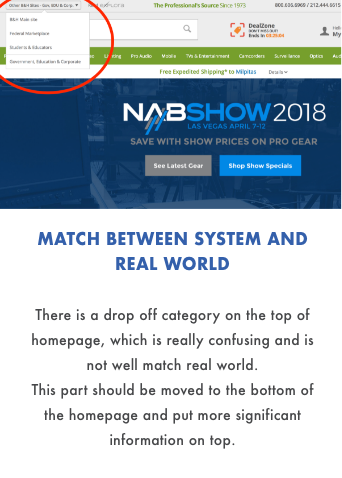 Other B&H Sites - Gov, EDU & Corp. ▾
The Professional's Source Since 1973
800.606.6969 / 212.444.6615
B&H Main site
Federal Marketplace
Students & Educators
Government, Education & Corporate
DealZone
DON'T MISS OUT!
Ends In
My
Lighting Pro Audio Mobile TVs & Entertainment Camcorders Surveillance Optics
Free Expedited Shipping* to Milpitas Details
NABSHOW 2018
LAS VEGAS APRIL 7-12
SAVE WITH SHOW PRICES ON PRO GEAR
See Latest Gear Shop Show Specials
MATCH BETWEEN SYSTEM AND
REAL WORLD
There is a drop off category on the top of
homepage, which is really confusing and is
not well match real world.
This part should be moved to the bottom of
the homepage and put more significant
information on top.